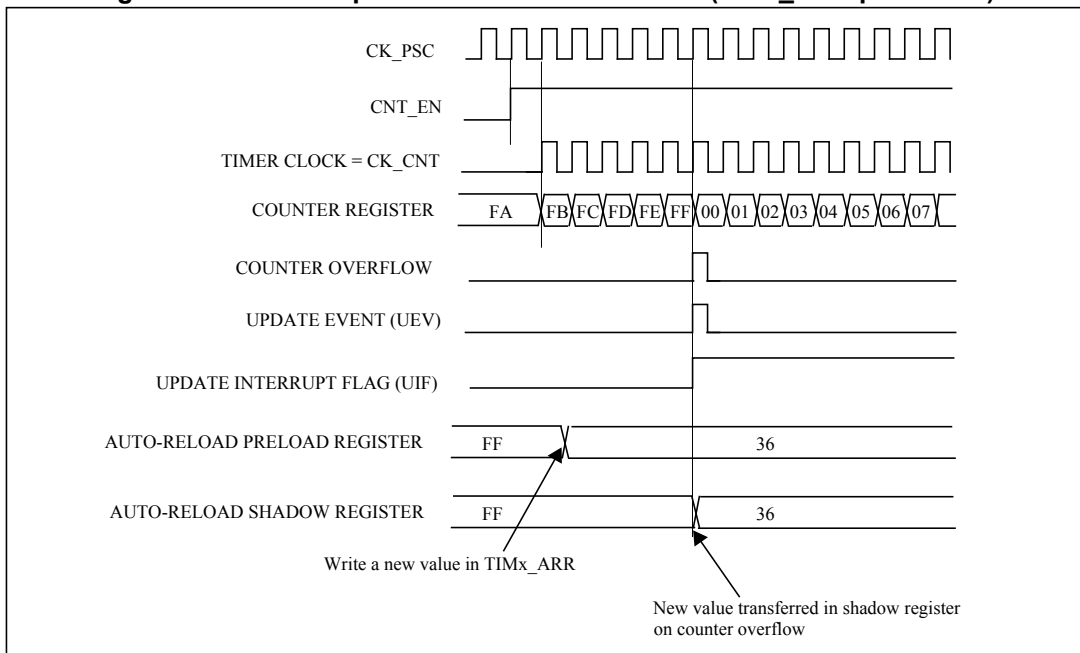 CK_PSC
CNT_EN
TIMER CLOCK = CK_CNT
COUNTER REGISTER FA FB FC FD FE FF 00 01 02 03 04 05 06 07
COUNTER OVERFLOW
UPDATE EVENT (UEV)
UPDATE INTERRUPT FLAG (UIF)
AUTO-RELOAD PRELOAD REGISTER FF 36
AUTO-RELOAD SHADOW REGISTER FF 36
Write a new value in TIMx_ARR
New value transferred in shadow register
on counter overflow